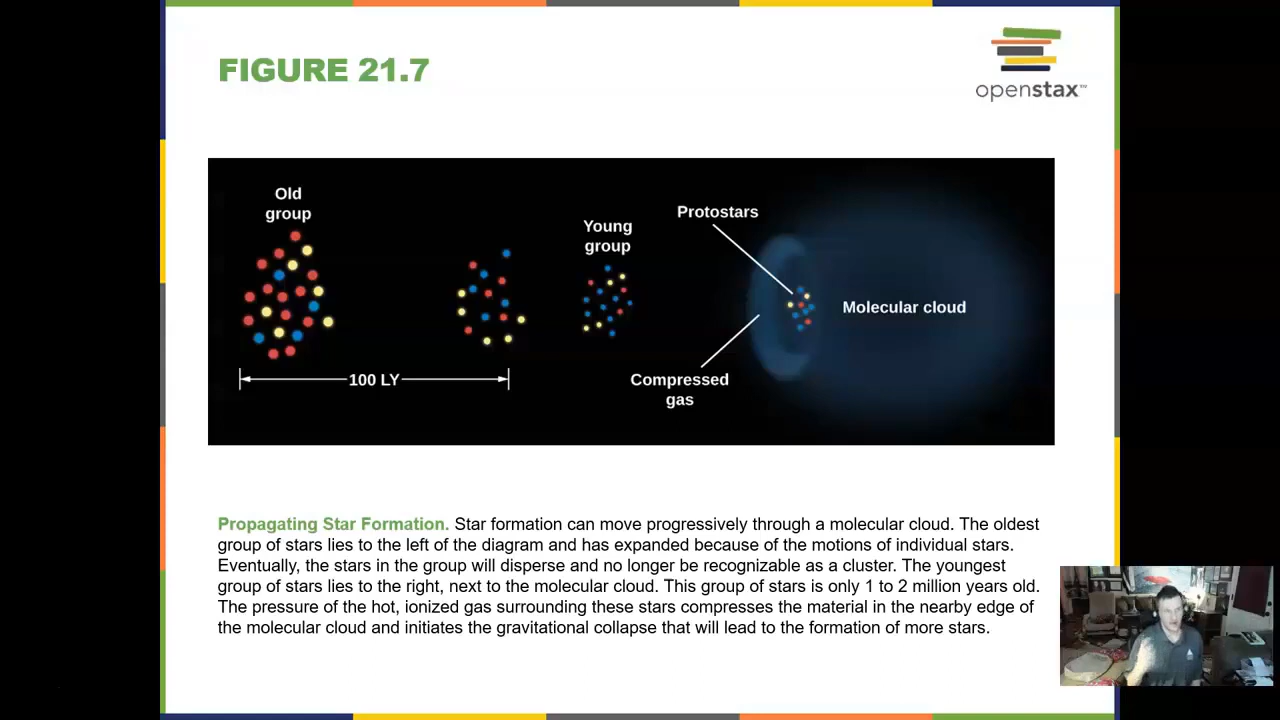 FIGURE 21.7
openstax™
Old
group
Young
group
Protostars
Molecular cloud
100 LY
Compressed
gas
Propagating Star Formation. Star formation can move progressively through a molecular cloud. The oldest
group of stars lies to the left of the diagram and has expanded because of the motions of individual stars.
Eventually, the stars in the group will disperse and no longer be recognizable as a cluster. The youngest
group of stars lies to the right, next to the molecular cloud. This group of stars is only 1 to 2 million years old.
The pressure of the hot, ionized gas surrounding these stars compresses the material in the nearby edge of
the molecular cloud and initiates the gravitational collapse that will lead to the formation of more stars.